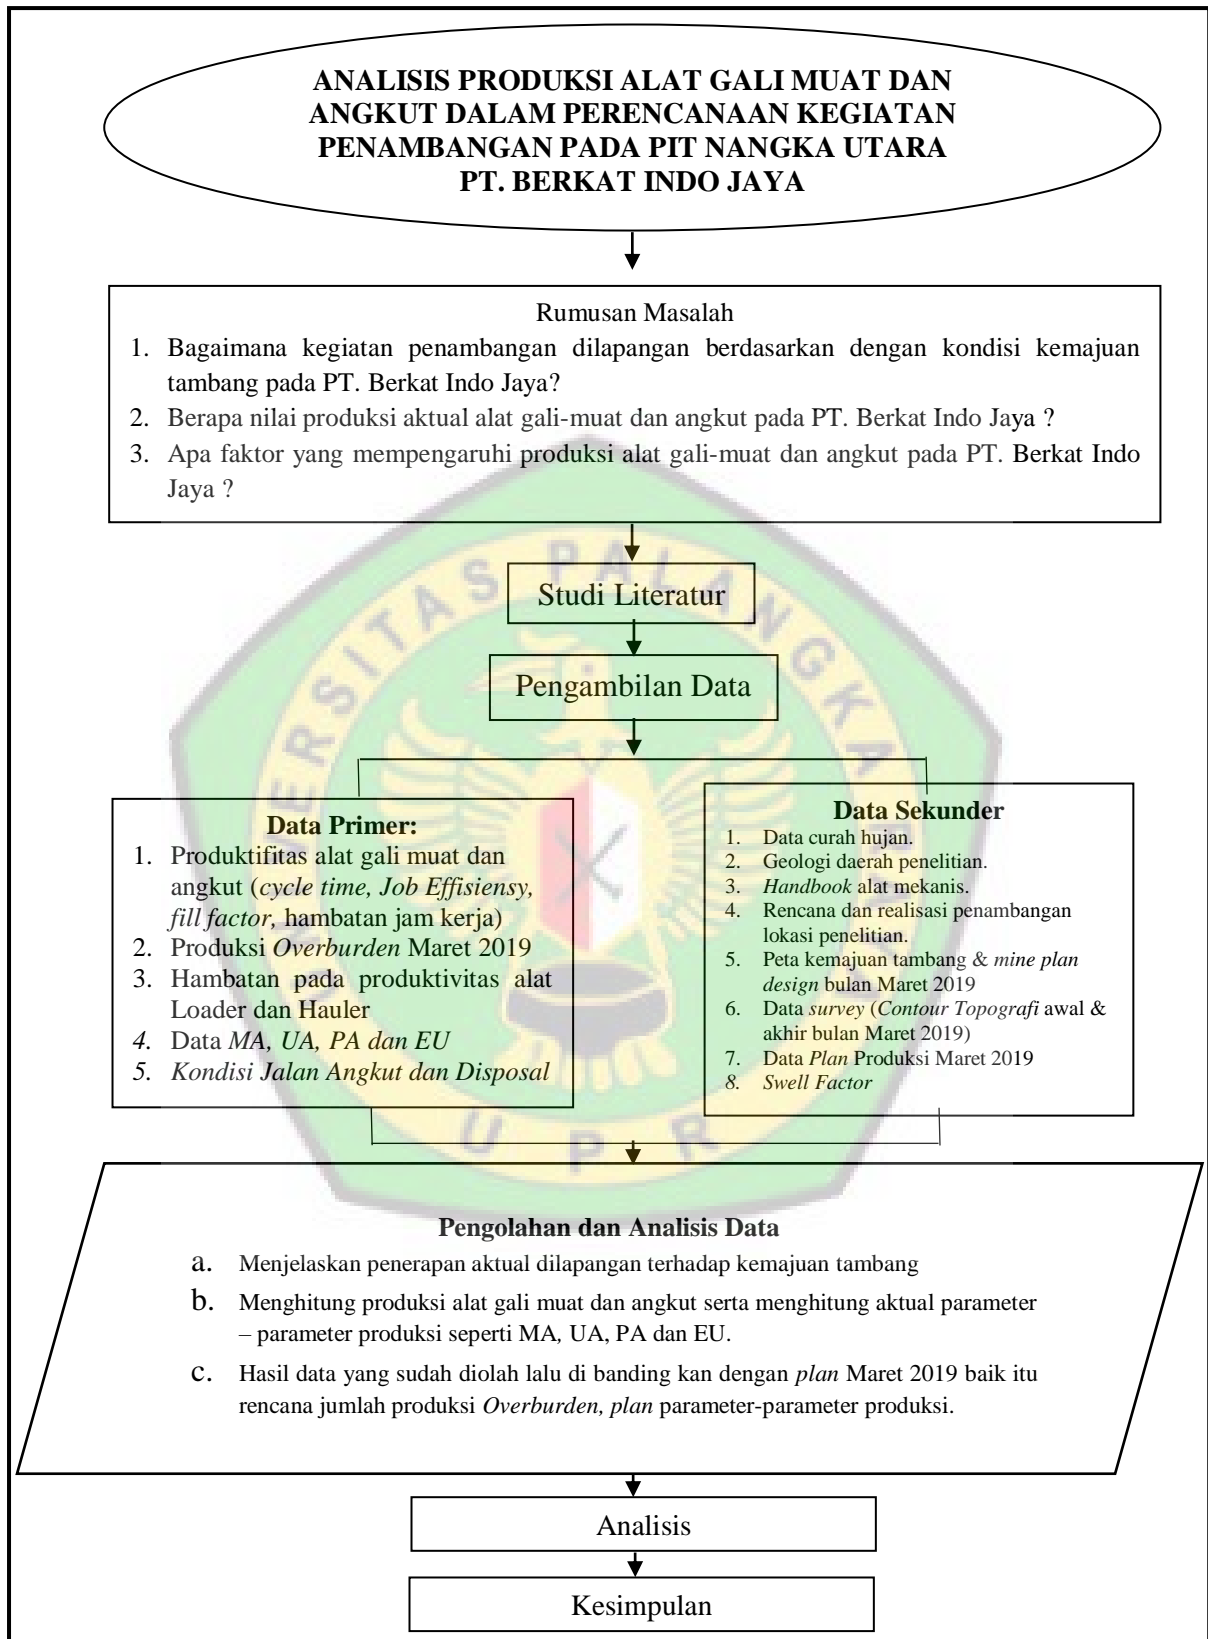 ANALISIS PRODUKSI ALAT GALI MUAT DAN
ANGKUT DALAM PERENCANAAN KEGIATAN
PENAMBANGAN PADA PIT NANGKA UTARA
PT. BERKAT INDO JAYA
Rumusan Masalah
1. Bagaimana kegiatan penambangan dilapangan berdasarkan dengan kondisi kemajuan
tambang pada PT. Berkat Indo Jaya?
2. Berapa nilai produksi aktual alat gali-muat dan angkut pada PT. Berkat Indo Jaya ?
3. Apa faktor yang mempengaruhi produksi alat gali-muat dan angkut pada PT. Berkat Indo
Jaya ?
Studi Literatur
Pengambilan Data
Data Primer:
1. Produktifitas alat gali muat dan
angkut (cycle time, Job Effisiensy,
fill factor, hambatan jam kerja)
2. Produksi Overburden Maret 2019
3. Hambatan pada produktivitas alat
Loader dan Hauler
4. Data MA, UA, PA dan EU
5. Kondisi Jalan Angkut dan Disposal
Data Sekunder
1. Data curah hujan.
2. Geologi daerah penelitian.
3. Handbook alat mekanis.
4. Rencana dan realisasi penambangan
lokasi penelitian.
5. Peta kemajuan tambang & mine plan
design bulan Maret 2019
6. Data survey (Contour Topografi awal &
akhir bulan Maret 2019)
7. Data Plan Produksi Maret 2019
8. Swell Factor
Pengolahan dan Analisis Data
a. Menjelaskan penerapan aktual dilapangan terhadap kemajuan tambang
b. Menghitung produksi alat gali muat dan angkut serta menghitung aktual parameter
– parameter produksi seperti MA, UA, PA dan EU.
c. Hasil data yang sudah diolah lalu di banding kan dengan plan Maret 2019 baik itu
rencana jumlah produksi Overburden, plan parameter-parameter produksi.
Analisis
Kesimpulan
UNIVERSITAS PALANGKA RAYA
UPR